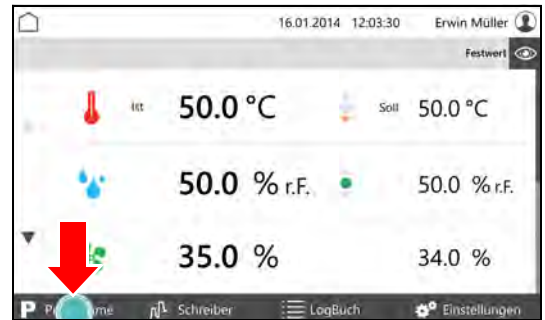 16.01.2014 12:03:30 Erwin Müller
Festwert
Ist 50.0 °C Soll 50.0 °C
50.0 % r.F. 50.0 % r.F.
35.0 % 34.0 %
P Schreiber LogBuch Einstellungen